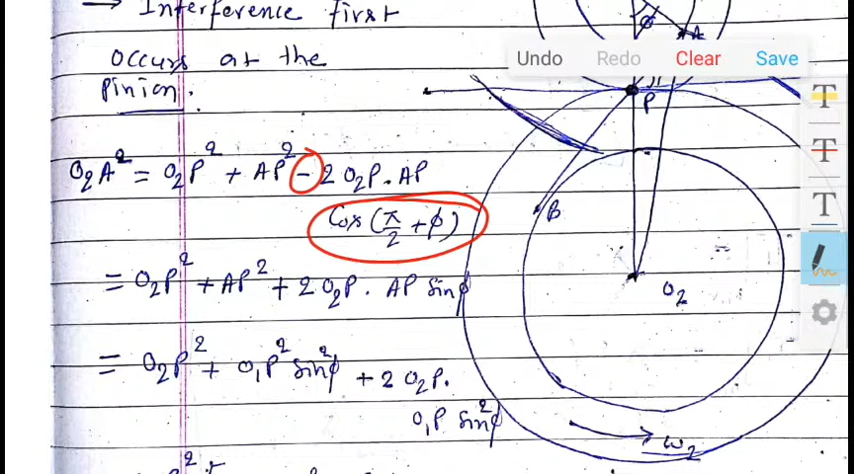 → Interference first
occurs at the
pinion.
Undo Redo Clear Save
O₂A² = O₂P² + AP² - 2 O₂P . AP
Cos (π/2 + φ)
= O₂P² + AP² + 2 O₂P . AP sinφ
= O₂P² + O₁P² sin²φ + 2 O₂P.
O₁P sin²φ
φ
A
P
B
O₂
ω₂
T
T
T